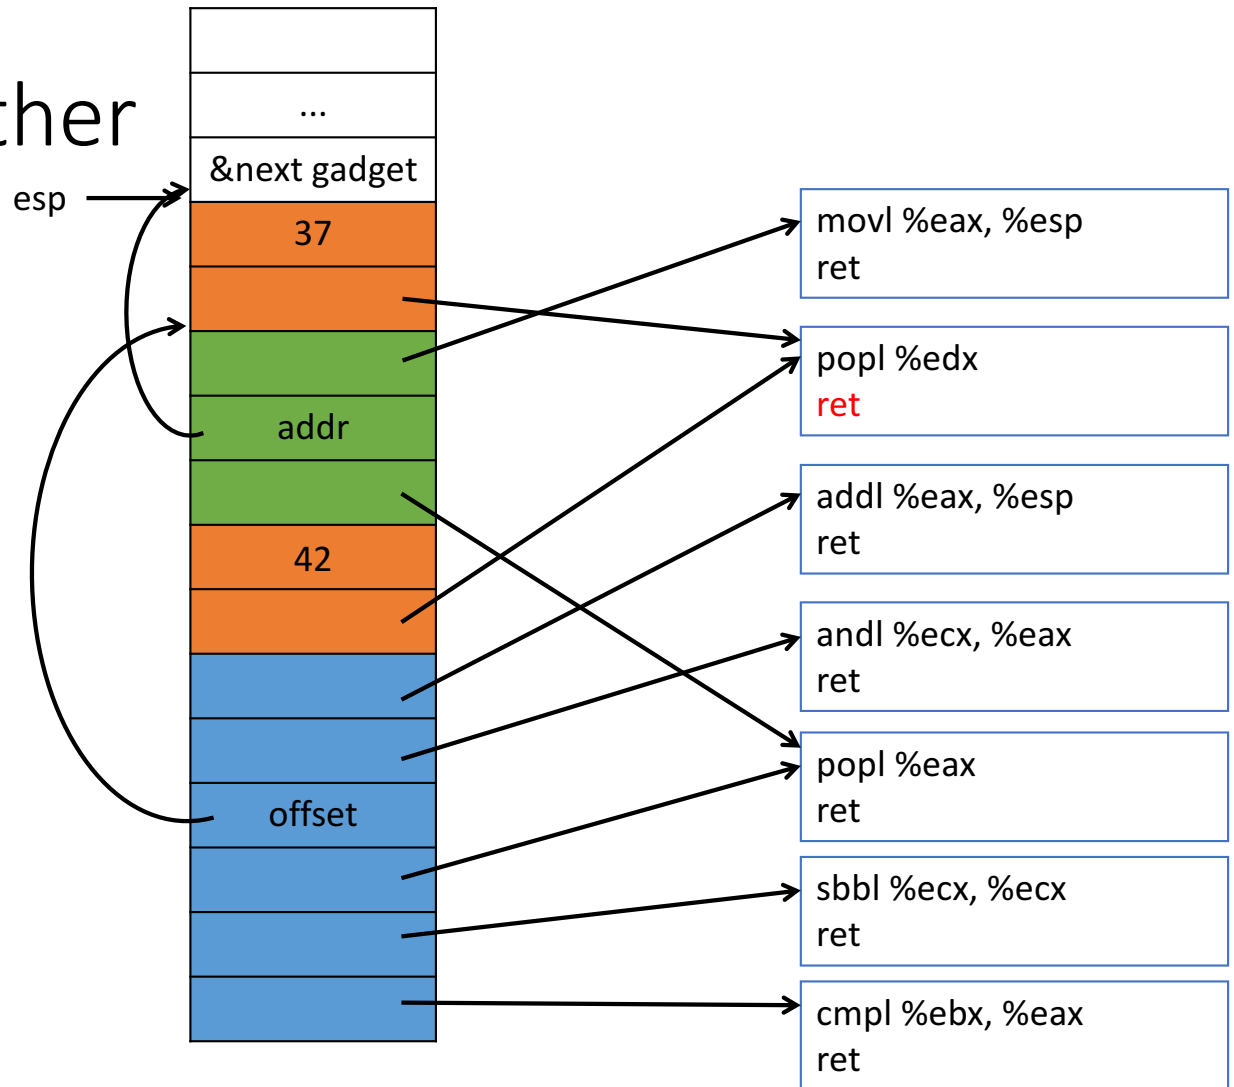 ther
esp
...
&next gadget
37
addr
42
offset
movl %eax, %esp
ret
popl %edx
ret
addl %eax, %esp
ret
andl %ecx, %eax
ret
popl %eax
ret
sbbl %ecx, %ecx
ret
cmpl %ebx, %eax
ret